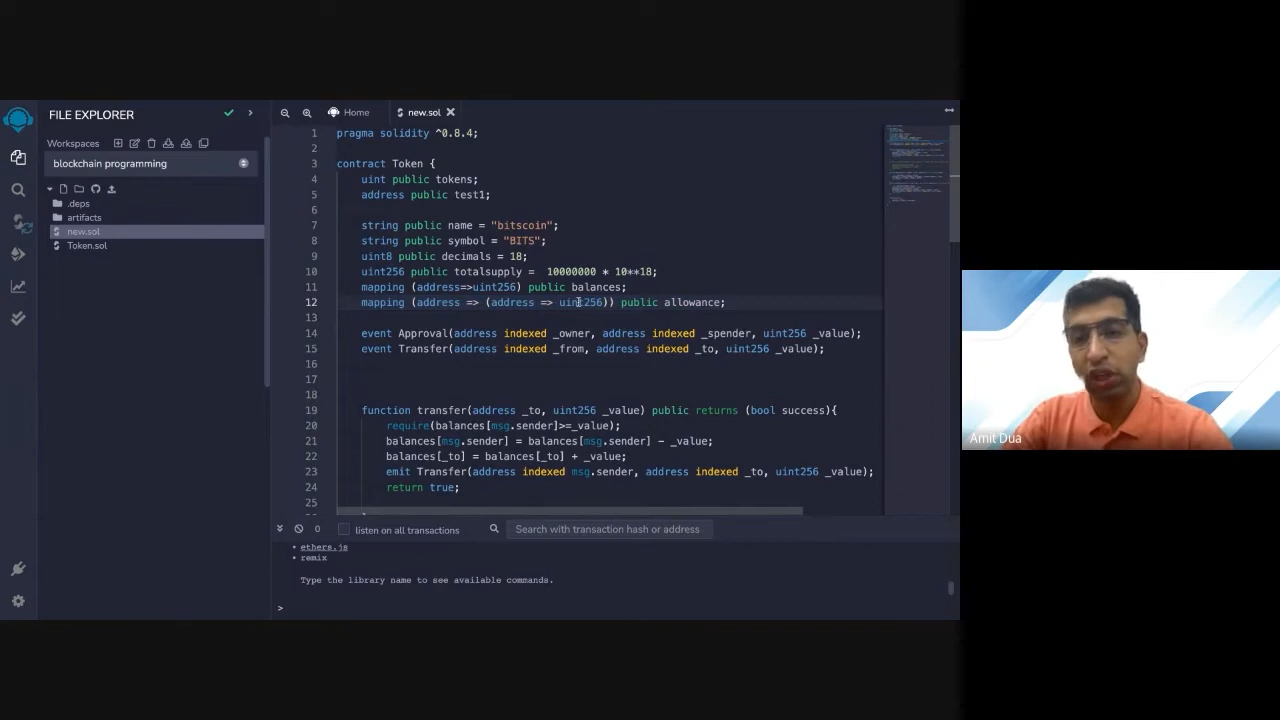 FILE EXPLORER
Workspaces
blockchain programming
.deps
artifacts
new.sol
Token.sol
Home
new.sol
1 pragma solidity ^0.8.4;
2
3 contract Token {
4 uint public tokens;
5 address public test1;
6
7 string public name = "bitscoin";
8 string public symbol = "BITS";
9 uint8 public decimals = 18;
10 uint256 public totalsupply =  10000000 * 10**18;
11 mapping (address=>uint256) public balances;
12 mapping (address => (address => uint256)) public allowance;
13
14 event Approval(address indexed _owner, address indexed _spender, uint256 _value);
15 event Transfer(address indexed _from, address indexed _to, uint256 _value);
16
17
18
19 function transfer(address _to, uint256 _value) public returns (bool success){
20 require(balances[msg.sender]>=_value);
21 balances[msg.sender] = balances[msg.sender] - _value;
22 balances[_to] = balances[_to] + _value;
23 emit Transfer(address indexed msg.sender, address indexed _to, uint256 _value);
24 return true;
25
0
listen on all transactions
Search with transaction hash or address
• ethers.js
• remix
Type the library name to see available commands.
>
Amit Dua